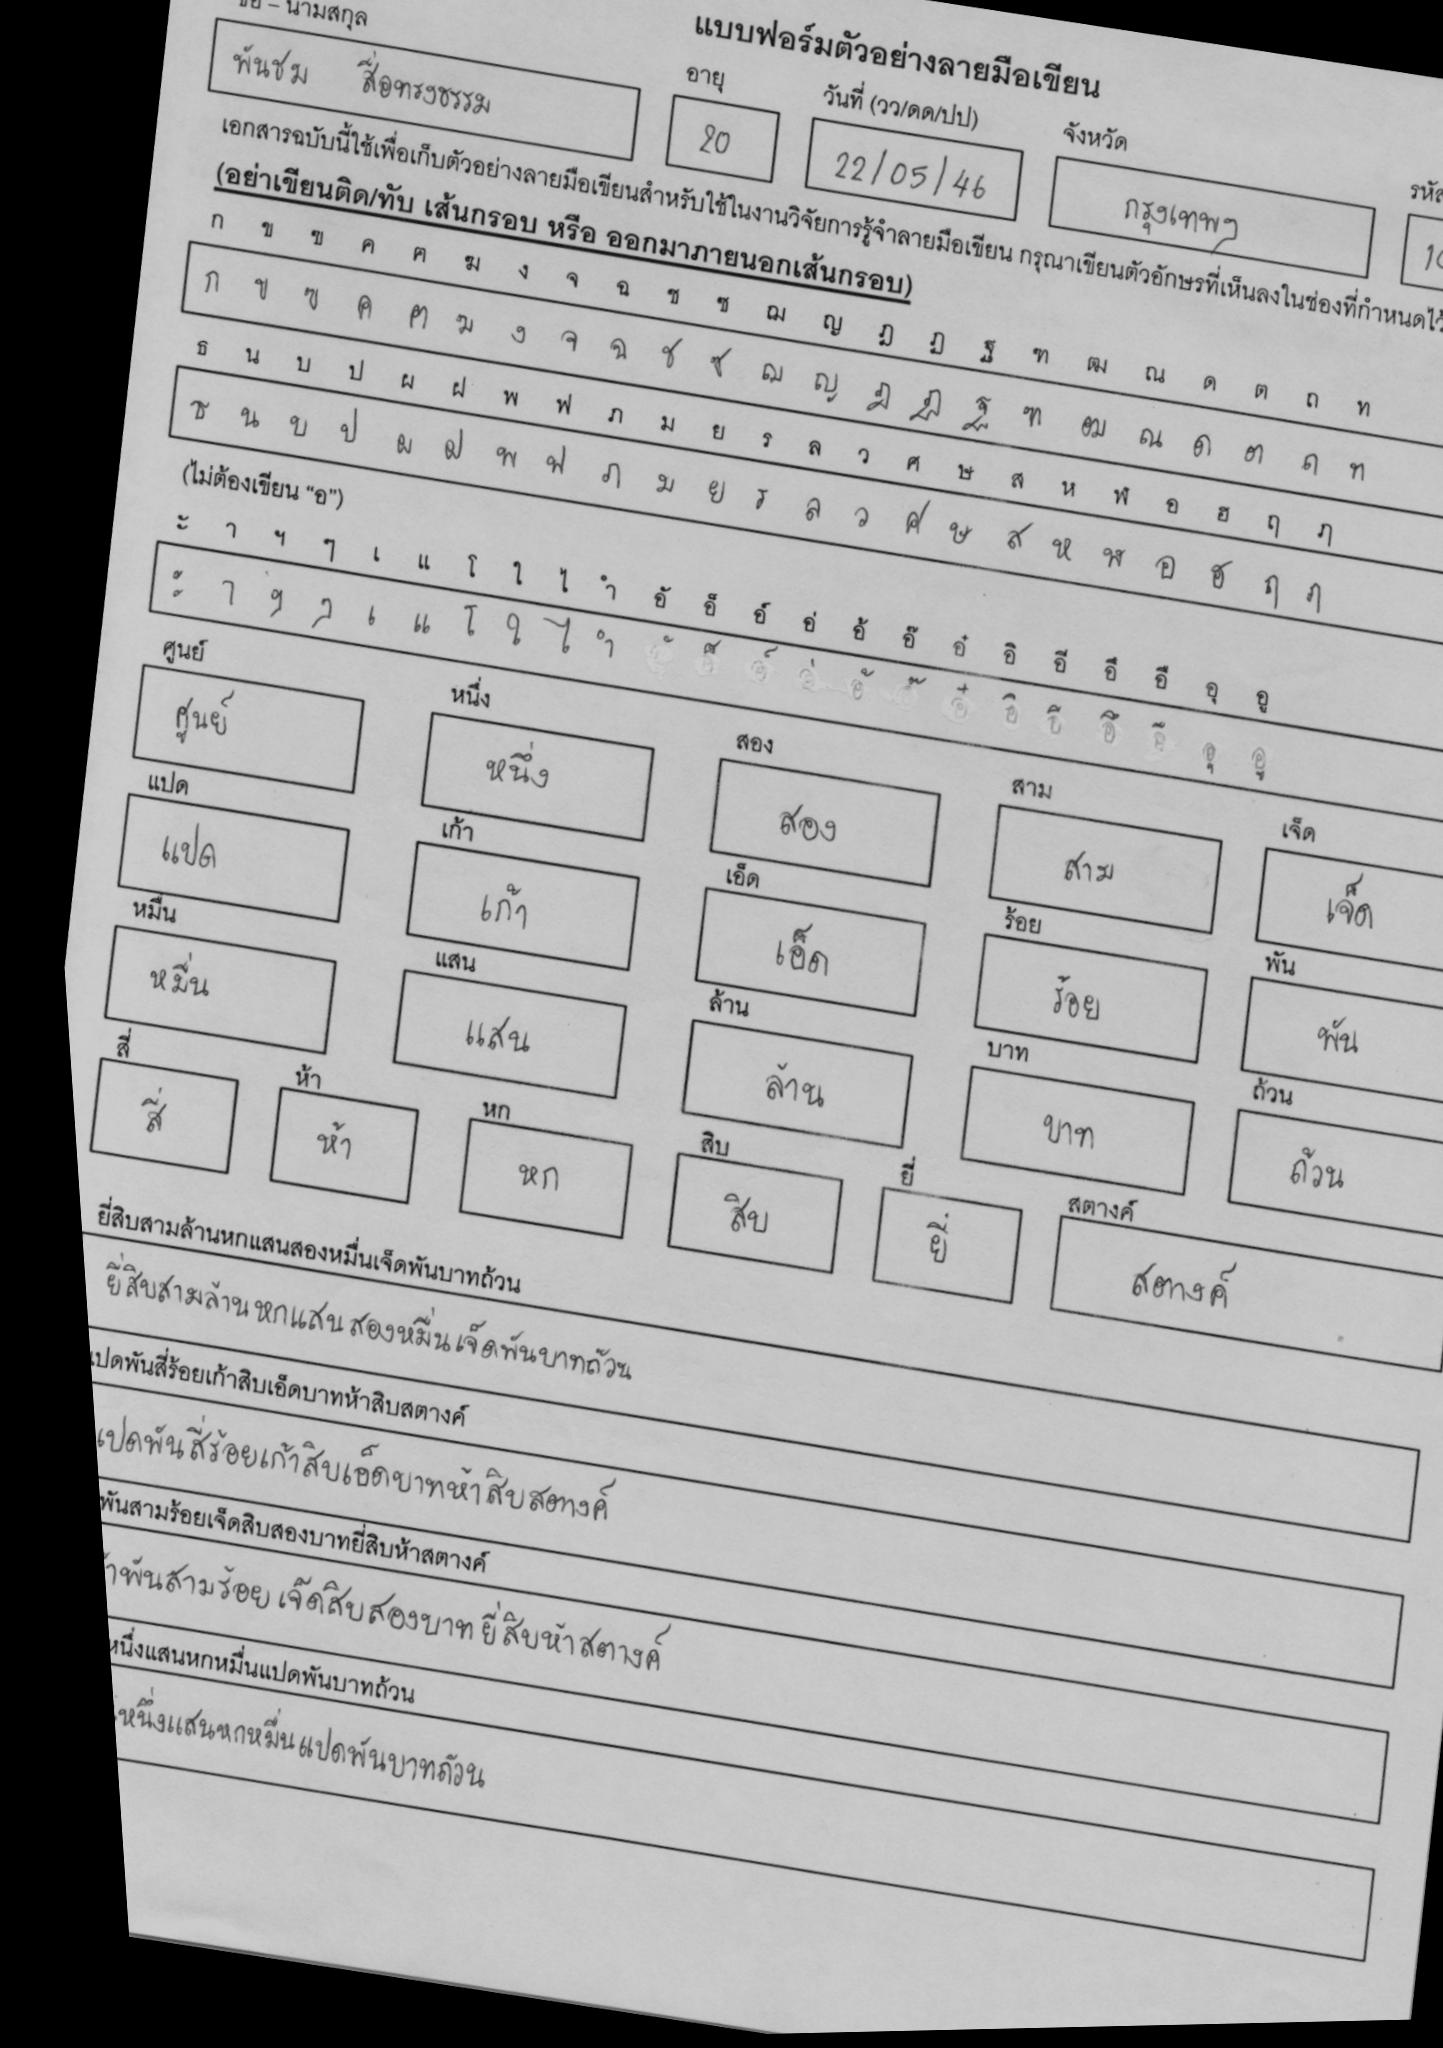 แบบฟอร์มตัวอย่างลายมือเขียน
ชื่อ – นามสกุล อายุ วันที่ (วว/ดด/ปป) จังหวัด
พันชม สื่อทรงธรรม 20 22/05/46 กรุงเทพฯ
เอกสารฉบับนี้ใช้เพื่อเก็บตัวอย่างลายมือเขียนสำหรับใช้ในงานวิจัยการรู้จำลายมือเขียน กรุณาเขียนตัวอักษรที่เห็นลงในช่องที่กำหนดไว้
(อย่าเขียนติด/ทับ เส้นกรอบ หรือ ออกมาภายนอกเส้นกรอบ)
ก ข ฃ ค ฅ ฆ ง จ ฉ ช ซ ฌ ญ ฎ ฏ ฐ ฑ ฒ ณ ด ต ถ ท
ก ข ฃ ค ฅ ฆ ง จ ฉ ช ซ ฌ ญ ฎ ฏ ฐ ฑ ฒ ณ ด ต ถ ท
ธ น บ ป ผ ฝ พ ฟ ภ ม ย ร ล ว ศ ษ ส ห ฬ อ ฮ ฤ ฦ
ธ น บ ป ผ ฝ พ ฟ ภ ม ย ร ล ว ศ ษ ส ห ฬ อ ฮ ฤ ฦ
(ไม่ต้องเขียน “อ”)
ะ า ฯ ๆ เ แ โ ใ ไ ำ อั อ็ อ์ อ่ อ้ อ๊ อ๋ อิ อี อึ อื อุ อู
ะ า ฯ ๆ เ แ โ ใ ไ ำ อั อ็ อ์ อ่ อ้ อ๊ อ๋ อิ อี อึ อื อุ อู
ศูนย์ หนึ่ง สอง สาม เจ็ด
ศูนย์ หนึ่ง สอง สาม เจ็ด
แปด เก้า เอ็ด ร้อย พัน
แปด เก้า เอ็ด ร้อย พัน
หมื่น แสน ล้าน บาท ถ้วน
หมื่น แสน ล้าน บาท ถ้วน
สี่ ห้า หก สิบ ยี่ สตางค์
สี่ ห้า หก สิบ ยี่ สตางค์
ยี่สิบสามล้านหกแสนสองหมื่นเจ็ดพันบาทถ้วน
ยี่สิบสามล้านหกแสนสองหมื่นเจ็ดพันบาทถ้วน
แปดพันสี่ร้อยเก้าสิบเอ็ดบาทห้าสิบสตางค์
แปดพันสี่ร้อยเก้าสิบเอ็ดบาทห้าสิบสตางค์
พันสามร้อยเจ็ดสิบสองบาทยี่สิบห้าสตางค์
พันสามร้อยเจ็ดสิบสองบาทยี่สิบห้าสตางค์
หนึ่งแสนหกหมื่นแปดพันบาทถ้วน
หนึ่งแสนหกหมื่นแปดพันบาทถ้วน